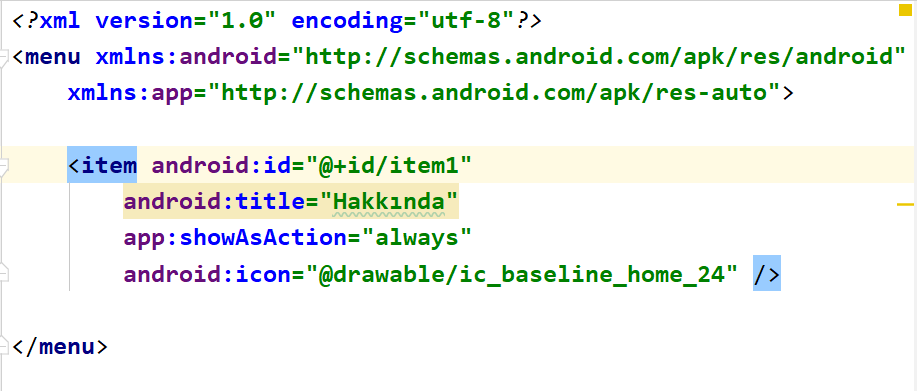 <?xml version="1.0" encoding="utf-8"?>
<menu xmlns:android="http://schemas.android.com/apk/res/android"
    xmlns:app="http://schemas.android.com/apk/res-auto">
    <item android:id="@+id/item1"
        android:title="Hakkında"
        app:showAsAction="always"
        android:icon="@drawable/ic_baseline_home_24" />
</menu>